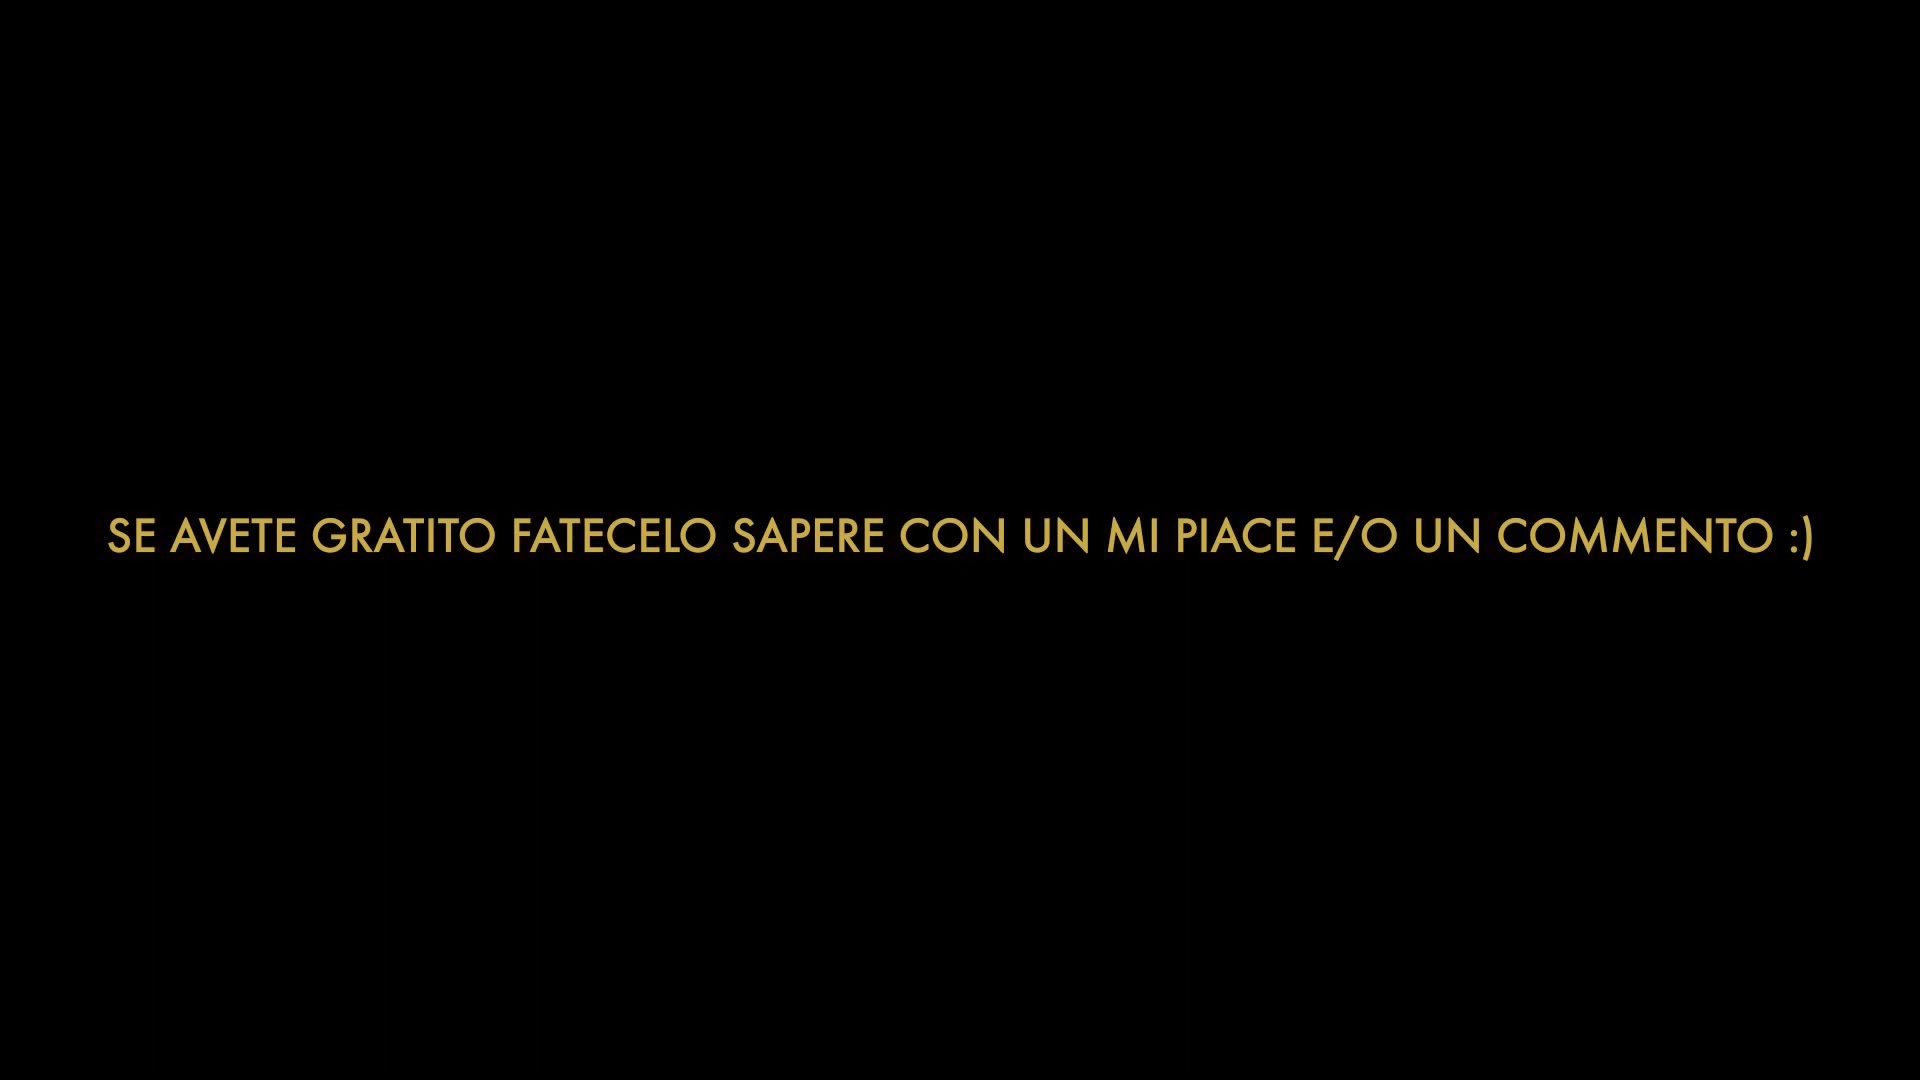 SE AVETE GRATITO FATECELO SAPERE CON UN MI PIACE E/O UN COMMENTO :)